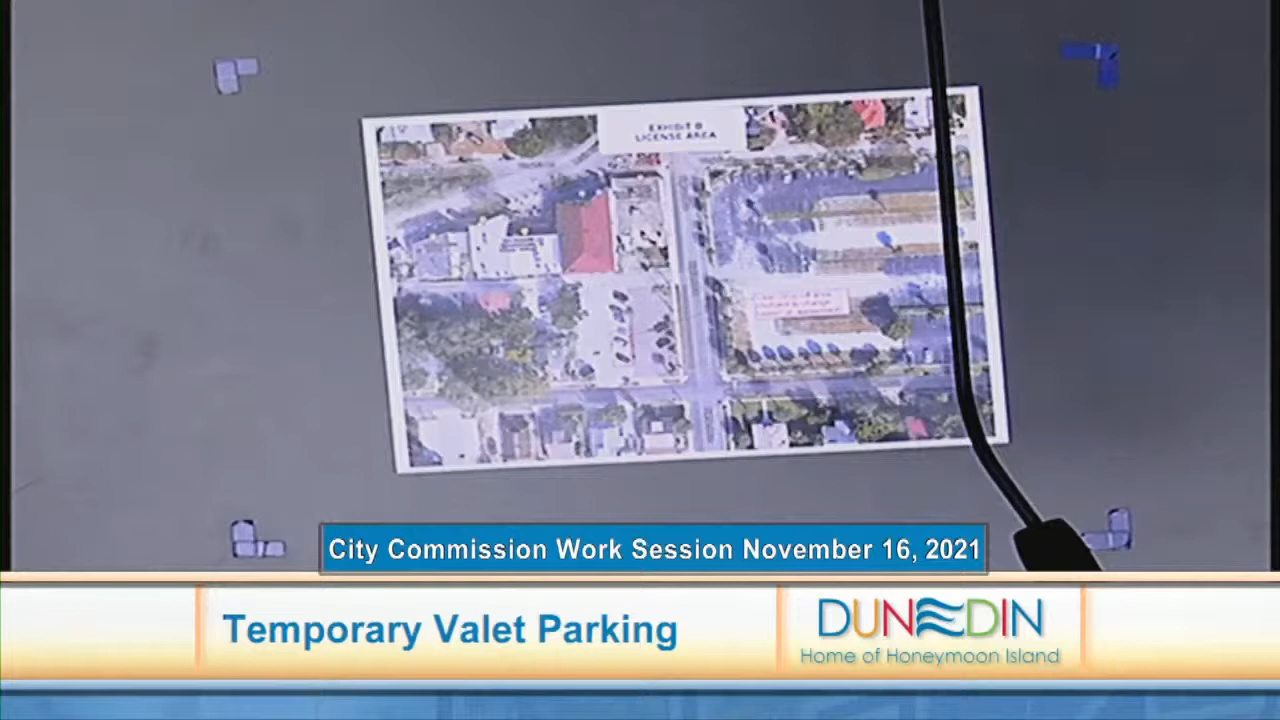 EXHIBIT B
LICENSE AREA
City Commission Work Session November 16, 2021
Temporary Valet Parking
DUNEDIN
Home of Honeymoon Island